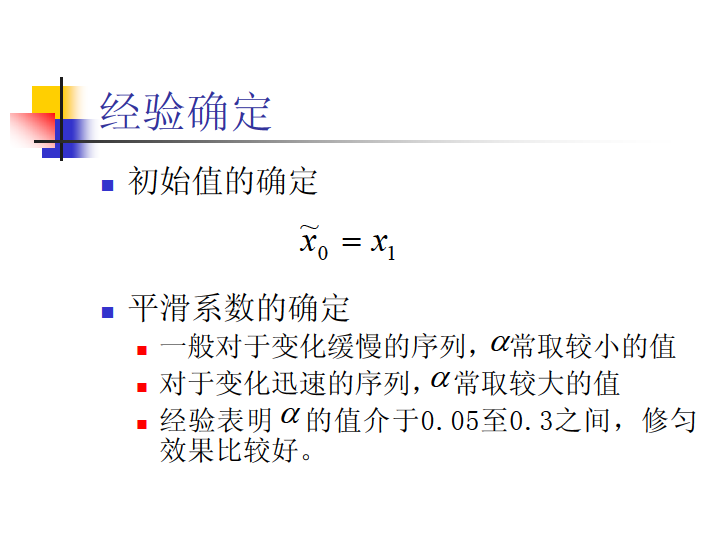 经验确定
初始值的确定
x̃₀ = x₁
平滑系数的确定
一般对于变化缓慢的序列，α常取较小的值
对于变化迅速的序列，α常取较大的值
经验表明α的值介于0.05至0.3之间，修匀
效果比较好。